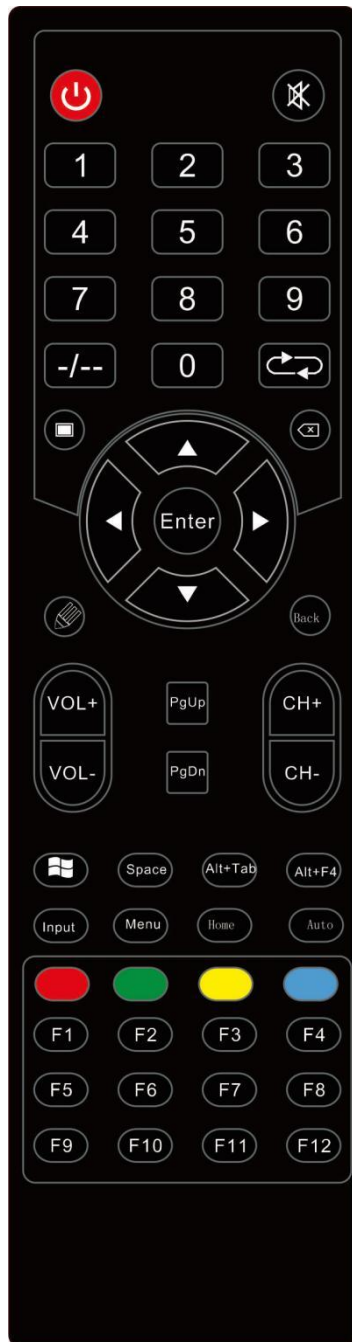 1 2 3
4 5 6
7 8 9
-/-- 0
Enter
Back
VOL+ PgUp CH+
VOL- PgDn CH-
Space Alt+Tab Alt+F4
Input Menu Home Auto
F1 F2 F3 F4
F5 F6 F7 F8
F9 F10 F11 F12